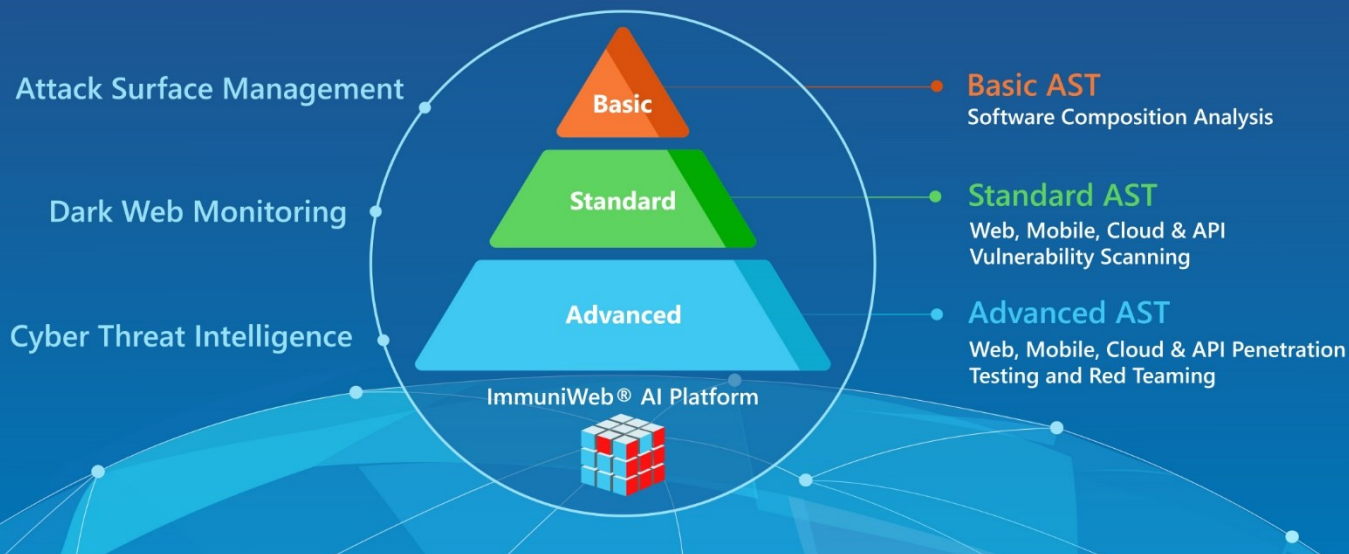 Attack Surface Management
Dark Web Monitoring
Cyber Threat Intelligence
Basic
Standard
Advanced
ImmuniWeb® AI Platform
Basic AST
Software Composition Analysis
Standard AST
Web, Mobile, Cloud & API
Vulnerability Scanning
Advanced AST
Web, Mobile, Cloud & API Penetration
Testing and Red Teaming